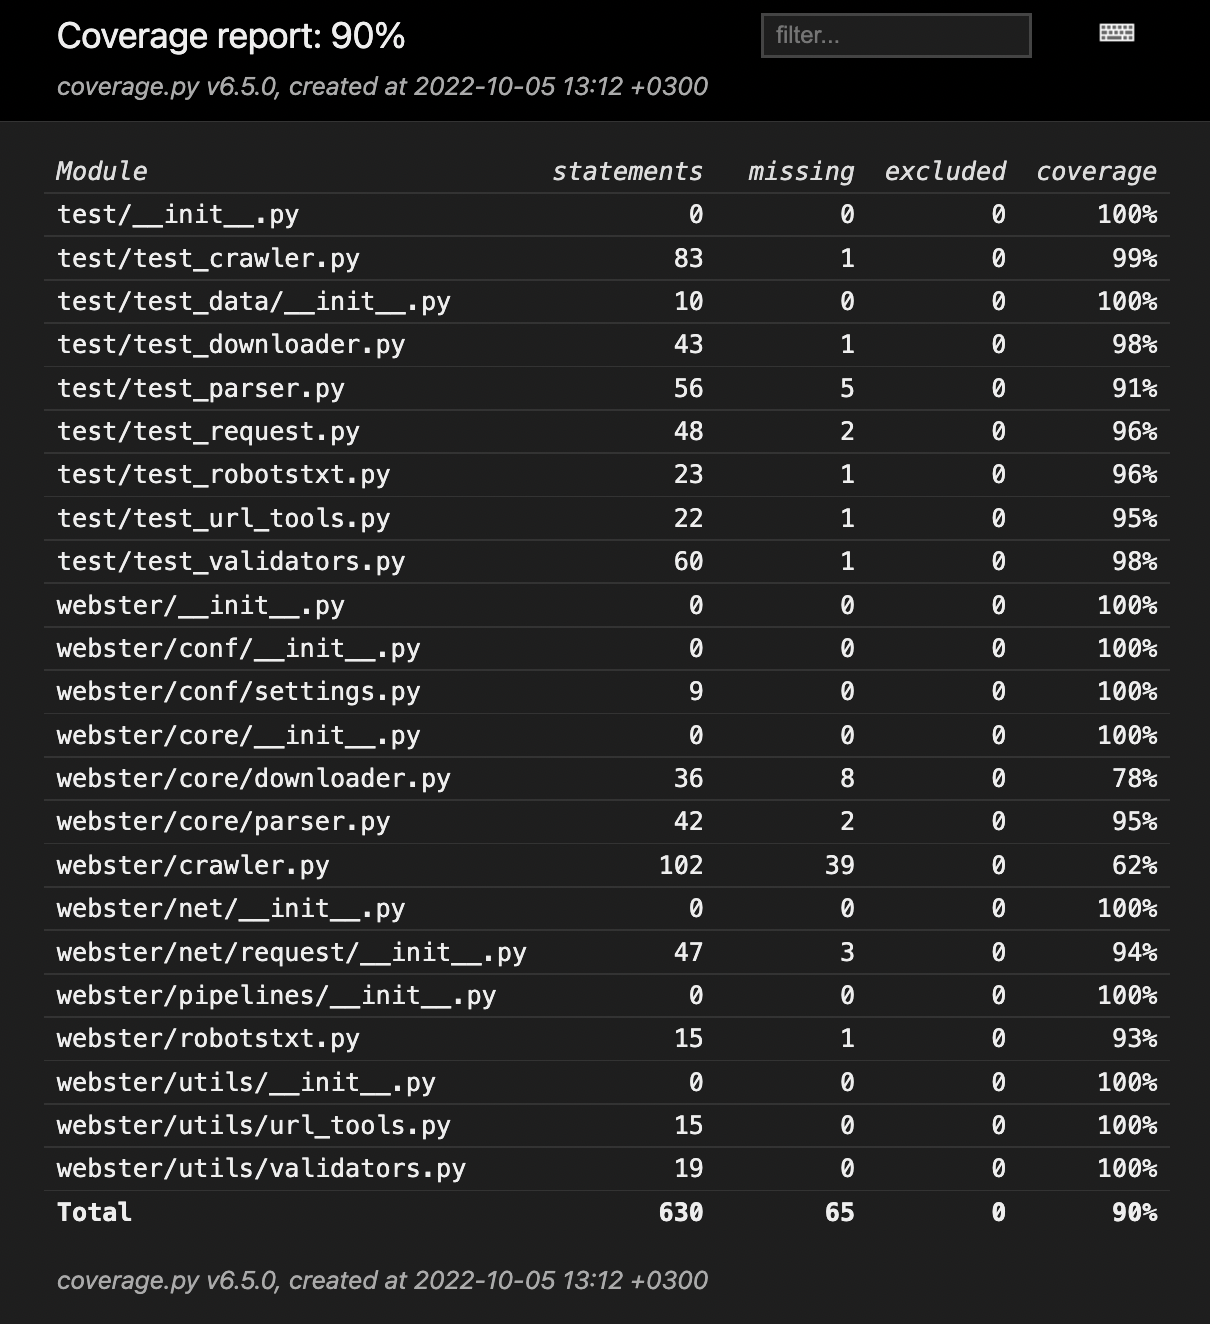 Coverage report: 90%
filter...
coverage.py v6.5.0, created at 2022-10-05 13:12 +0300
Module statements missing excluded coverage
test/__init__.py 0 0 0 100%
test/test_crawler.py 83 1 0 99%
test/test_data/__init__.py 10 0 0 100%
test/test_downloader.py 43 1 0 98%
test/test_parser.py 56 5 0 91%
test/test_request.py 48 2 0 96%
test/test_robotstxt.py 23 1 0 96%
test/test_url_tools.py 22 1 0 95%
test/test_validators.py 60 1 0 98%
webster/__init__.py 0 0 0 100%
webster/conf/__init__.py 0 0 0 100%
webster/conf/settings.py 9 0 0 100%
webster/core/__init__.py 0 0 0 100%
webster/core/downloader.py 36 8 0 78%
webster/core/parser.py 42 2 0 95%
webster/crawler.py 102 39 0 62%
webster/net/__init__.py 0 0 0 100%
webster/net/request/__init__.py 47 3 0 94%
webster/pipelines/__init__.py 0 0 0 100%
webster/robotstxt.py 15 1 0 93%
webster/utils/__init__.py 0 0 0 100%
webster/utils/url_tools.py 15 0 0 100%
webster/utils/validators.py 19 0 0 100%
Total 630 65 0 90%
coverage.py v6.5.0, created at 2022-10-05 13:12 +0300